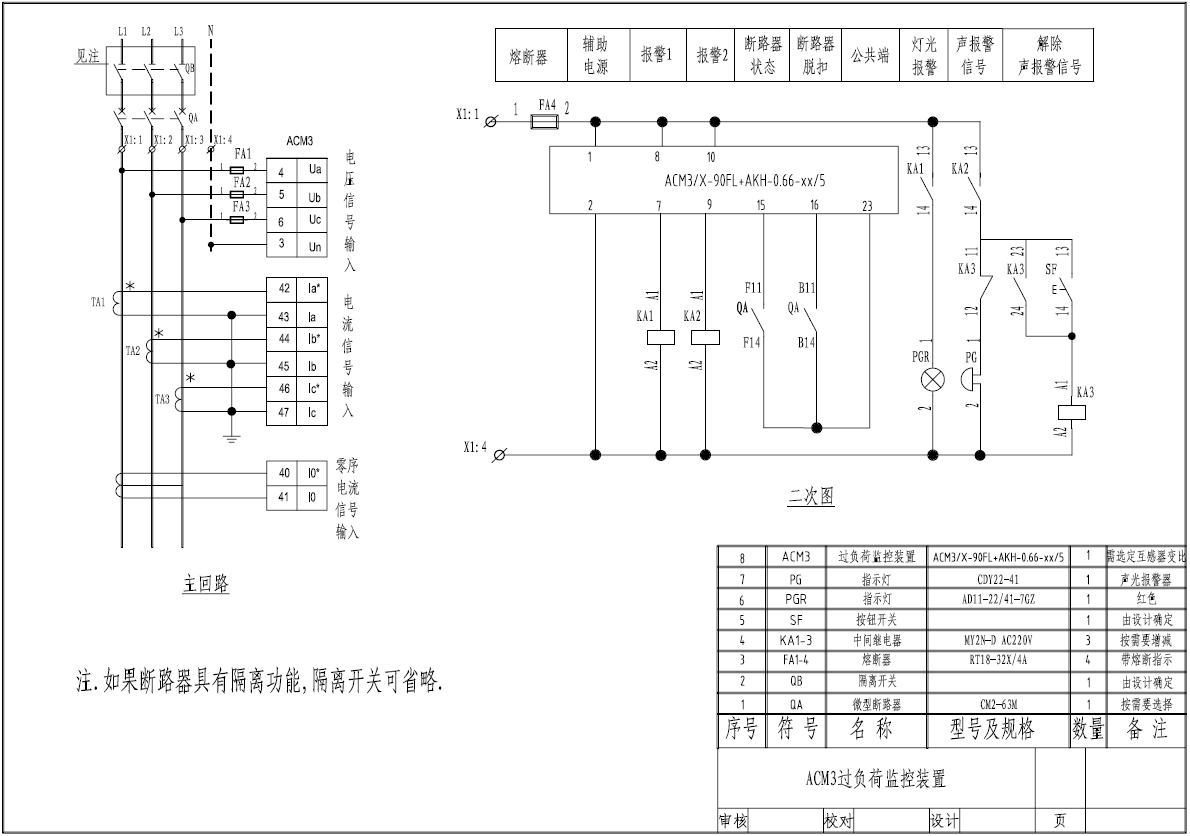 L1 L2 L3 N
见注
QB
QA
X1:1 X1:2 X1:3 X1:4
ACM3
1 FA1 2 4 Ua
1 FA2 2 5 Ub
1 FA3 2 6 Uc
3 Un
电压信号输入
42 Ia*
* TA1
43 Ia
44 Ib*
* TA2
45 Ib
46 Ic*
* TA3
47 Ic
电流信号输入
40 I0*
41 I0
零序
电流
信号
输入
主回路
注.如果断路器具有隔离功能,隔离开关可省略.
熔断器 辅助电源 报警1 报警2 断路器状态 断路器脱扣 公共端 灯光报警 声报警信号 解除声报警信号
X1:1 1 FA4 2
1 8 10
ACM3/X-90FL+AKH-0.66-xx/5
2 7 9 15 16 23
KA1 13 14
KA2 13 14
KA3 11 12
KA3 23 24
SF 13 14
E
A1 KA1 A2
A1 KA2 A2
F11 QA F14
B11 QA B14
PGR 1 2
PG 1 2
A1 KA3 A2
X1:4
二次图
8 ACM3 过负荷监控装置 ACM3/X-90FL+AKH-0.66-xx/5 1 需选定互感器变比
7 PG 指示灯 CDY22-41 1 声光报警器
6 PGR 指示灯 AD11-22/41-7GZ 1 红色
5 SF 按钮开关 1 由设计确定
4 KA1-3 中间继电器 MY2N-D AC220V 3 按需要增减
3 FA1-4 熔断器 RT18-32X/4A 4 带熔断指示
2 QB 隔离开关 1 由设计确定
1 QA 微型断路器 CM2-63M 1 按需要选择
序号 符 号 名 称 型号及规格 数量 备 注
ACM3过负荷监控装置
审核 校对 设计 页